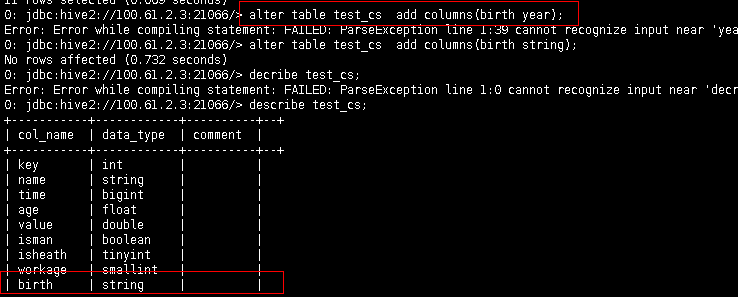 11 rows selected (0.009 seconds)
0: jdbc:hive2://100.61.2.3:21066/> alter table test_cs  add columns(birth year);
Error: Error while compiling statement: FAILED: ParseException line 1:39 cannot recognize input near 'yea
0: jdbc:hive2://100.61.2.3:21066/> alter table test_cs  add columns(birth string);
No rows affected (0.732 seconds)
0: jdbc:hive2://100.61.2.3:21066/> decribe test_cs;
Error: Error while compiling statement: FAILED: ParseException line 1:0 cannot recognize input near 'decr
0: jdbc:hive2://100.61.2.3:21066/> describe test_cs;
+-----------+------------+----------+--+
| col_name  | data_type  | comment  |
+-----------+------------+----------+--+
| key       | int        |          |
| name      | string     |          |
| time      | bigint     |          |
| age       | float      |          |
| value     | double     |          |
| isman     | boolean    |          |
| isheath   | tinyint    |          |
| workage   | smallint   |          |
| birth     | string     |          |